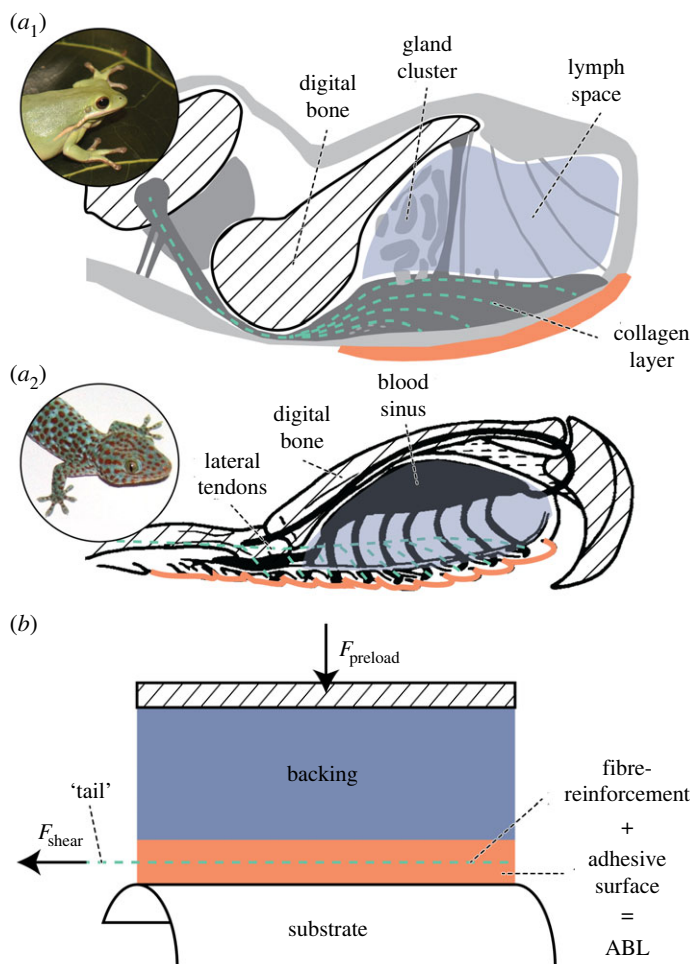 (a1)
gland
cluster
digital
bone
lymph
space
collagen
layer
(a2)
blood
sinus
digital
bone
lateral
tendons
(b)
Fpreload
backing
‘tail’
Fshear
fibre-
reinforcement
+
adhesive
surface
=
ABL
substrate